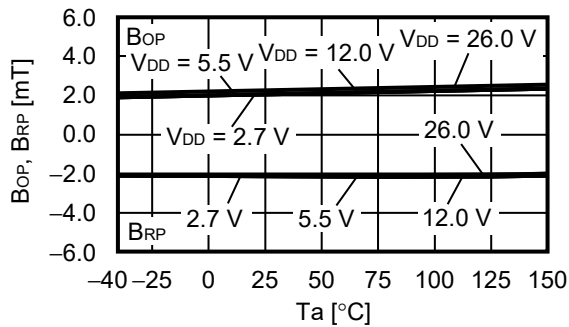 6.0
4.0
2.0
0.0
−2.0
−4.0
−6.0
BOP, BRP [mT]
BOP
VDD = 5.5 V
VDD = 12.0 V
VDD = 26.0 V
VDD = 2.7 V
26.0 V
2.7 V
5.5 V
12.0 V
BRP
−40 −25 0 25 50 75 100 125 150
Ta [°C]